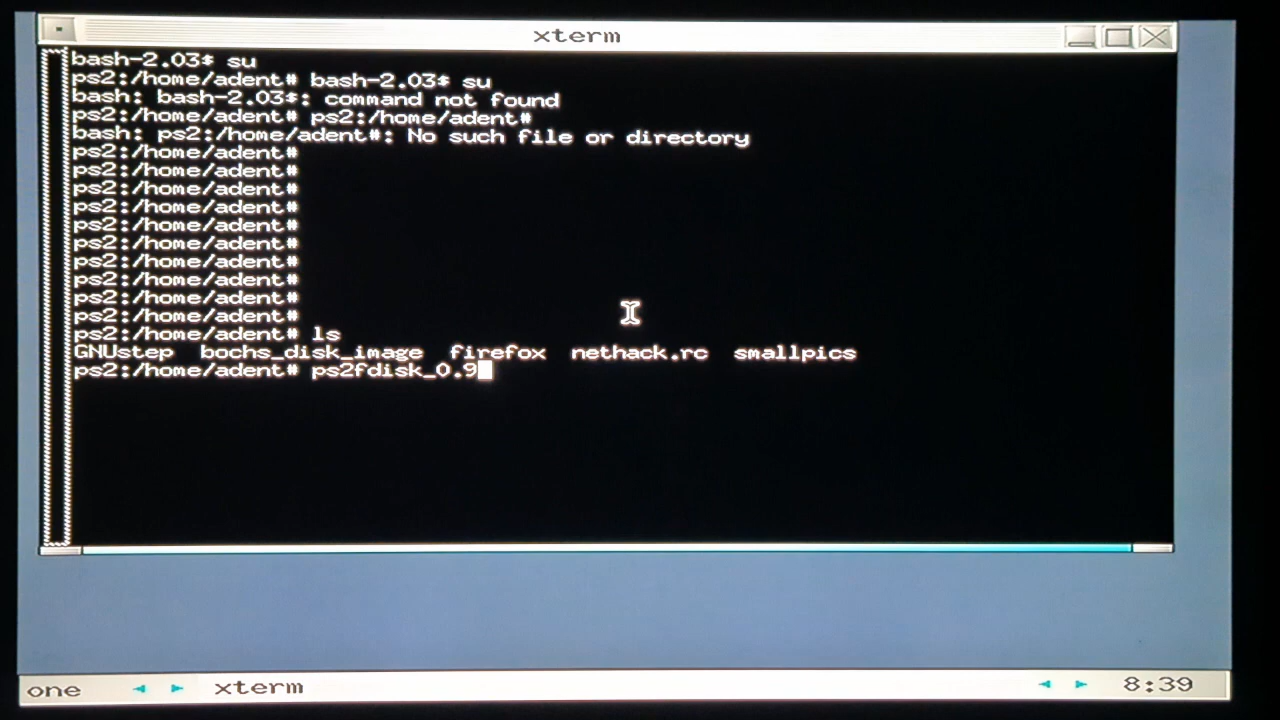 xterm
bash-2.03$ su
ps2:/home/adent# bash-2.03$ su
bash: bash-2.03$: command not found
ps2:/home/adent# ps2:/home/adent#
bash: ps2:/home/adent#: No such file or directory
ps2:/home/adent#
ps2:/home/adent#
ps2:/home/adent#
ps2:/home/adent#
ps2:/home/adent#
ps2:/home/adent#
ps2:/home/adent#
ps2:/home/adent#
ps2:/home/adent#
ps2:/home/adent#
ps2:/home/adent# ls
GNUstep bochs_disk_image firefox nethack.rc smallpics
ps2:/home/adent# ps2fdisk_0.9
one xterm 8:39